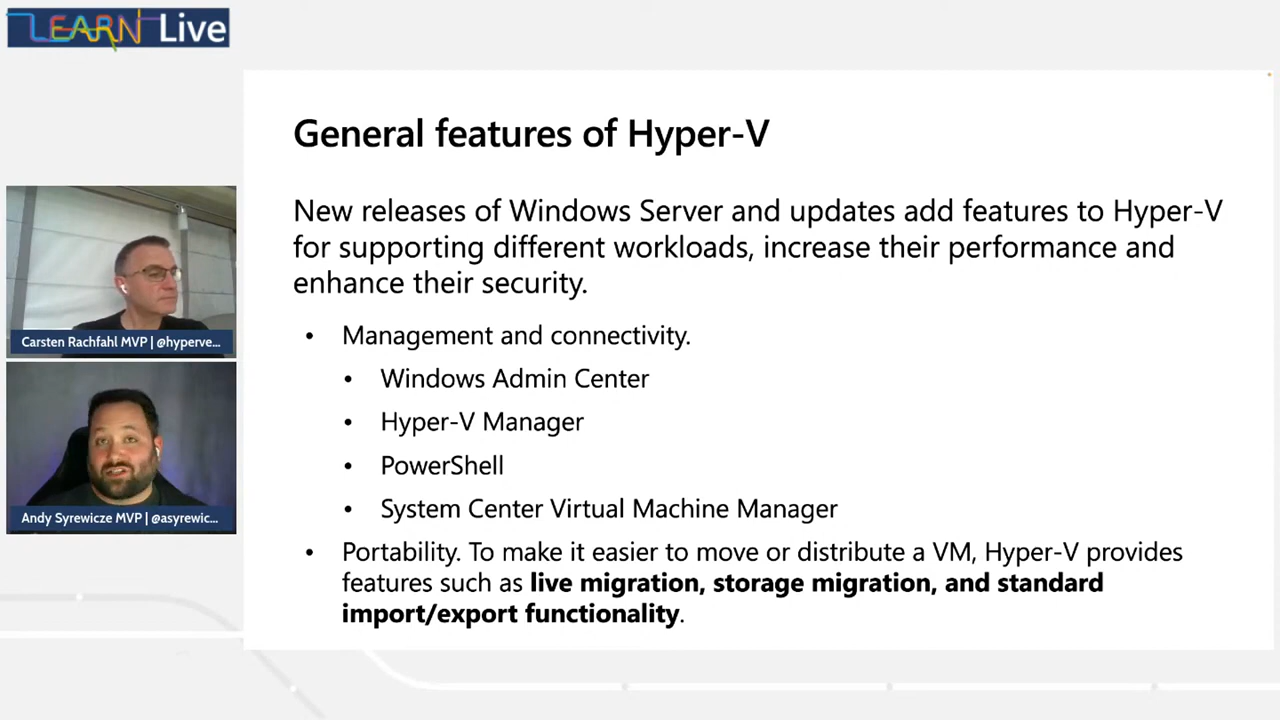 LEARN Live
General features of Hyper-V
New releases of Windows Server and updates add features to Hyper-V
for supporting different workloads, increase their performance and
enhance their security.
• Management and connectivity.
• Windows Admin Center
• Hyper-V Manager
• PowerShell
• System Center Virtual Machine Manager
• Portability. To make it easier to move or distribute a VM, Hyper-V provides
features such as live migration, storage migration, and standard
import/export functionality.
Carsten Rachfahl MVP | @hyperve...
Andy Syrewicze MVP | @asyrewic...